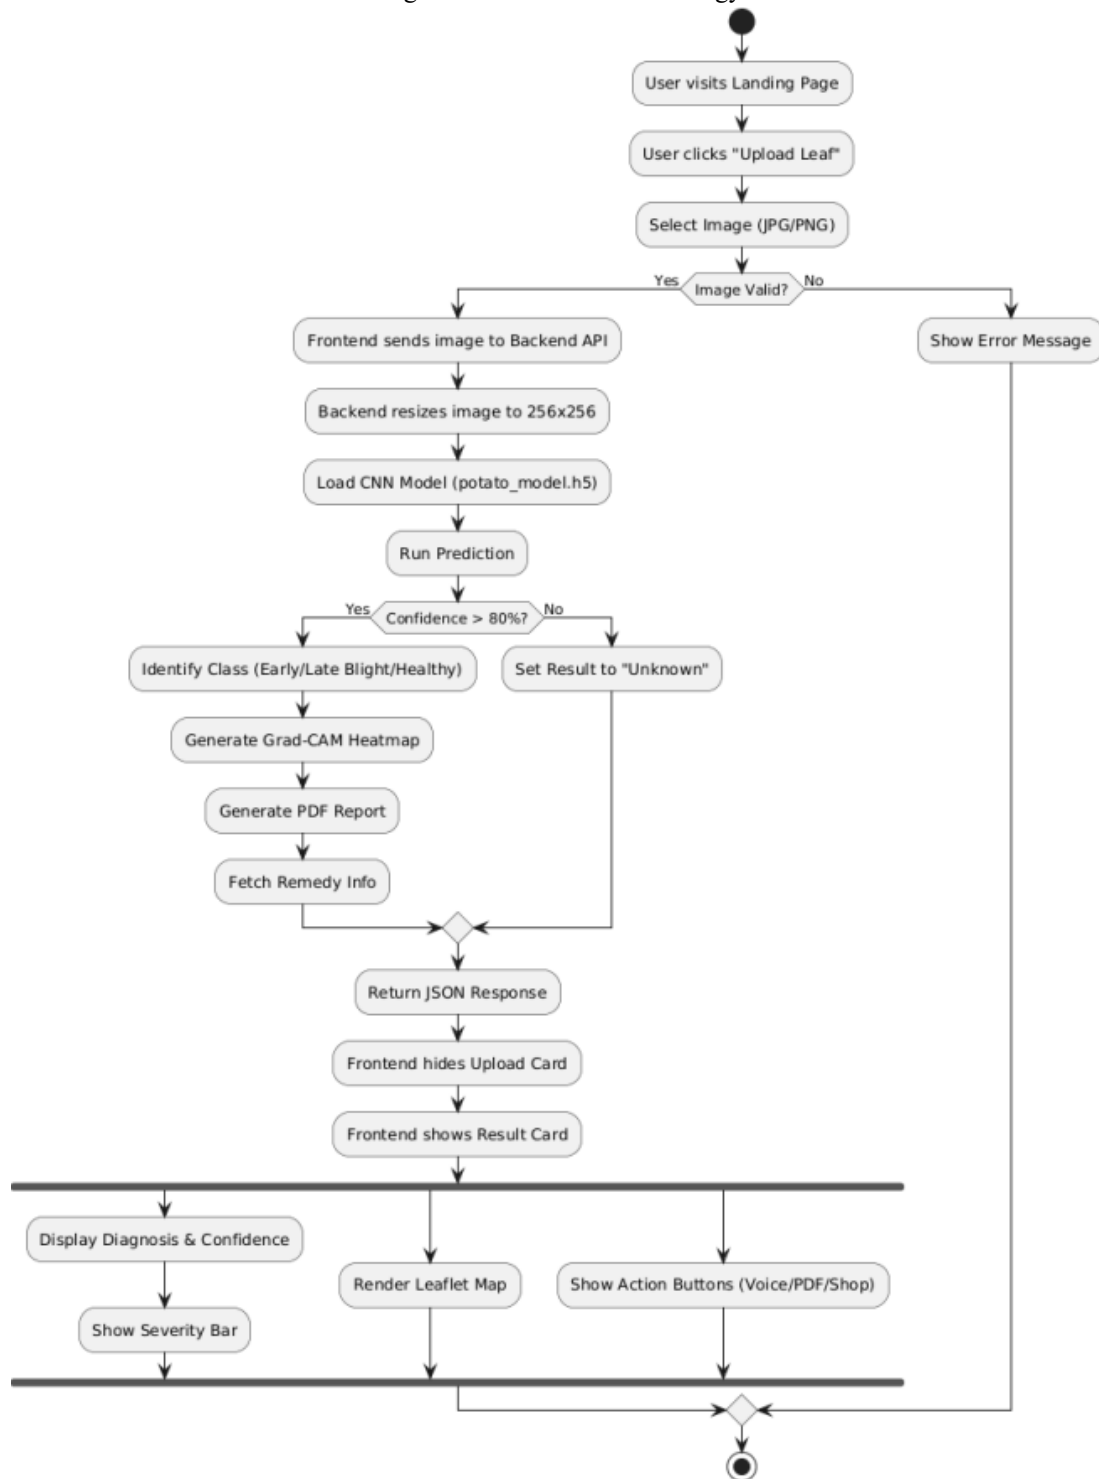 User visits Landing Page
User clicks "Upload Leaf"
Select Image (JPG/PNG)
Yes
Image Valid?
No
Frontend sends image to Backend API
Show Error Message
Backend resizes image to 256x256
Load CNN Model (potato_model.h5)
Run Prediction
Yes
Confidence > 80%?
No
Identify Class (Early/Late Blight/Healthy)
Set Result to "Unknown"
Generate Grad-CAM Heatmap
Generate PDF Report
Fetch Remedy Info
Return JSON Response
Frontend hides Upload Card
Frontend shows Result Card
Display Diagnosis & Confidence
Render Leaflet Map
Show Action Buttons (Voice/PDF/Shop)
Show Severity Bar